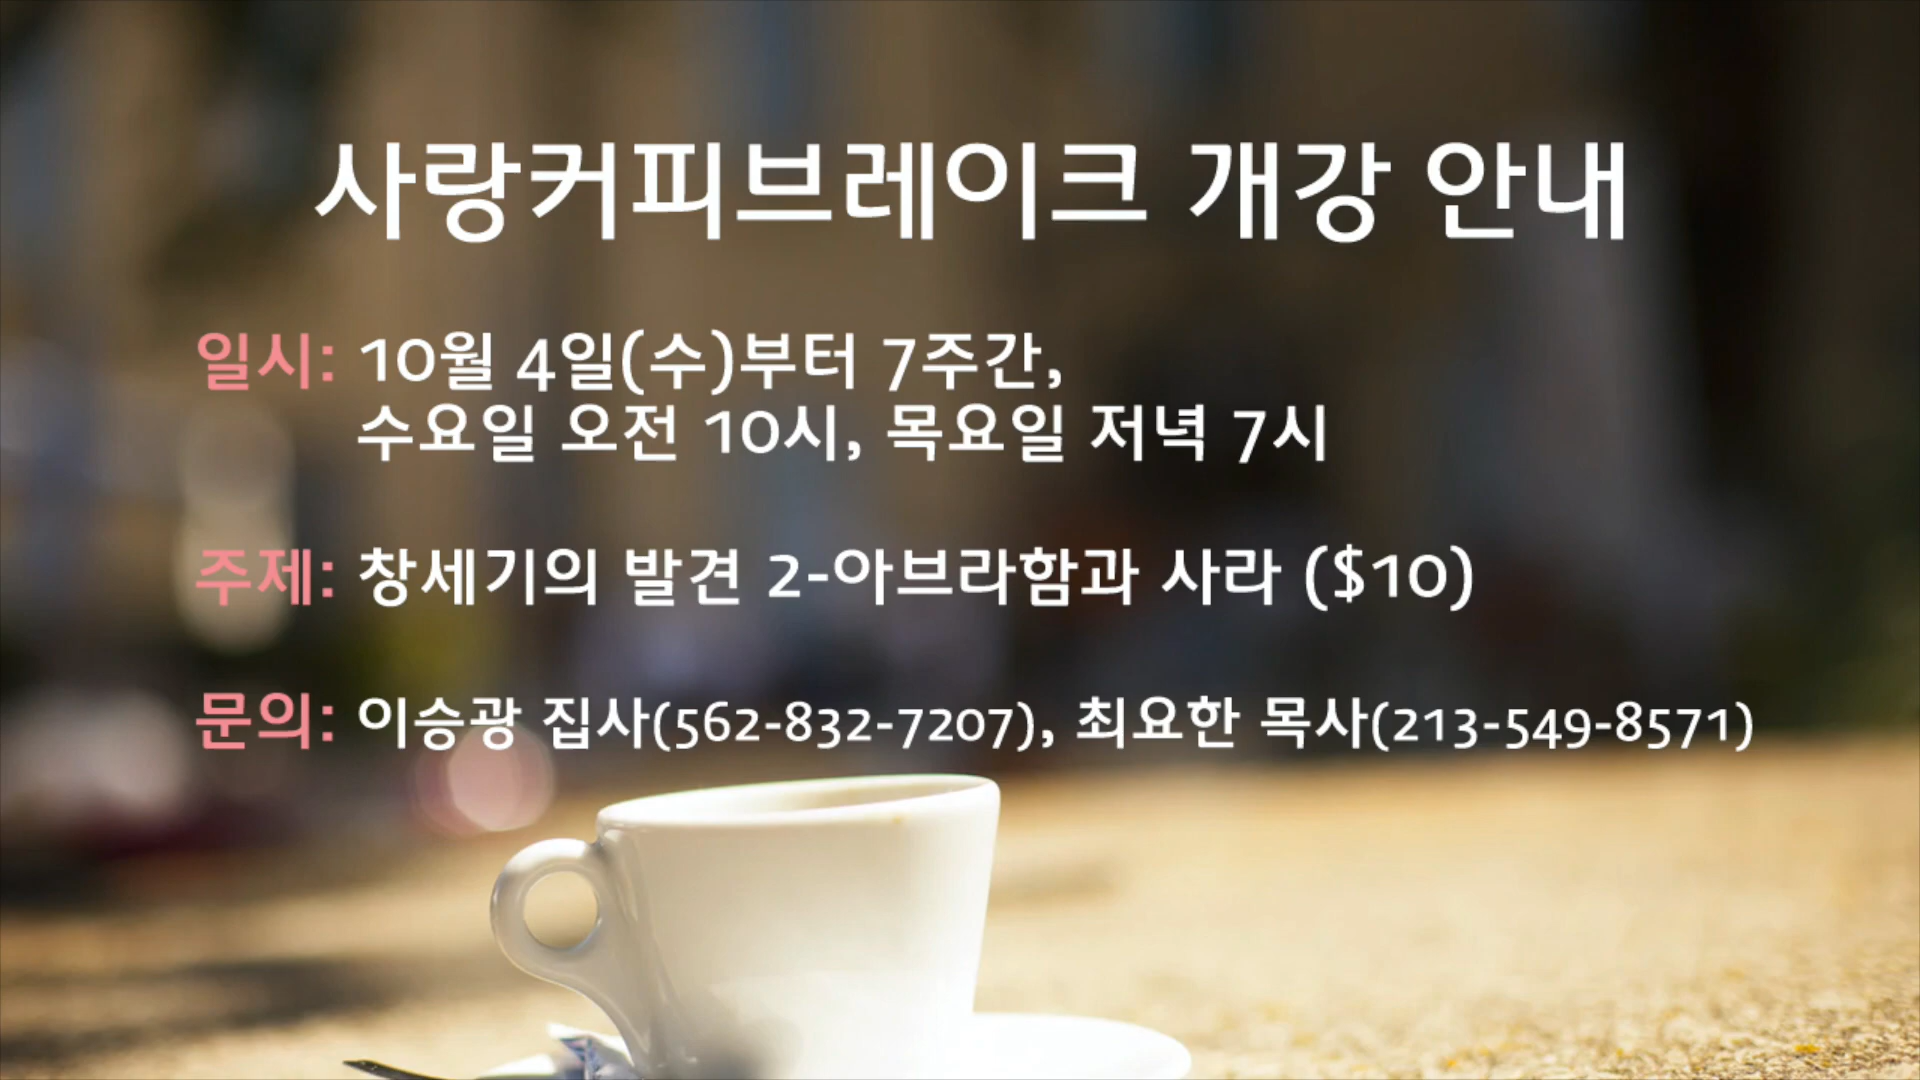 사랑커피브레이크 개강 안내
일시: 10월 4일(수)부터 7주간,
수요일 오전 10시, 목요일 저녁 7시
주제: 창세기의 발견 2-아브라함과 사라 ($10)
문의: 이승광 집사(562-832-7207), 최요한 목사(213-549-8571)